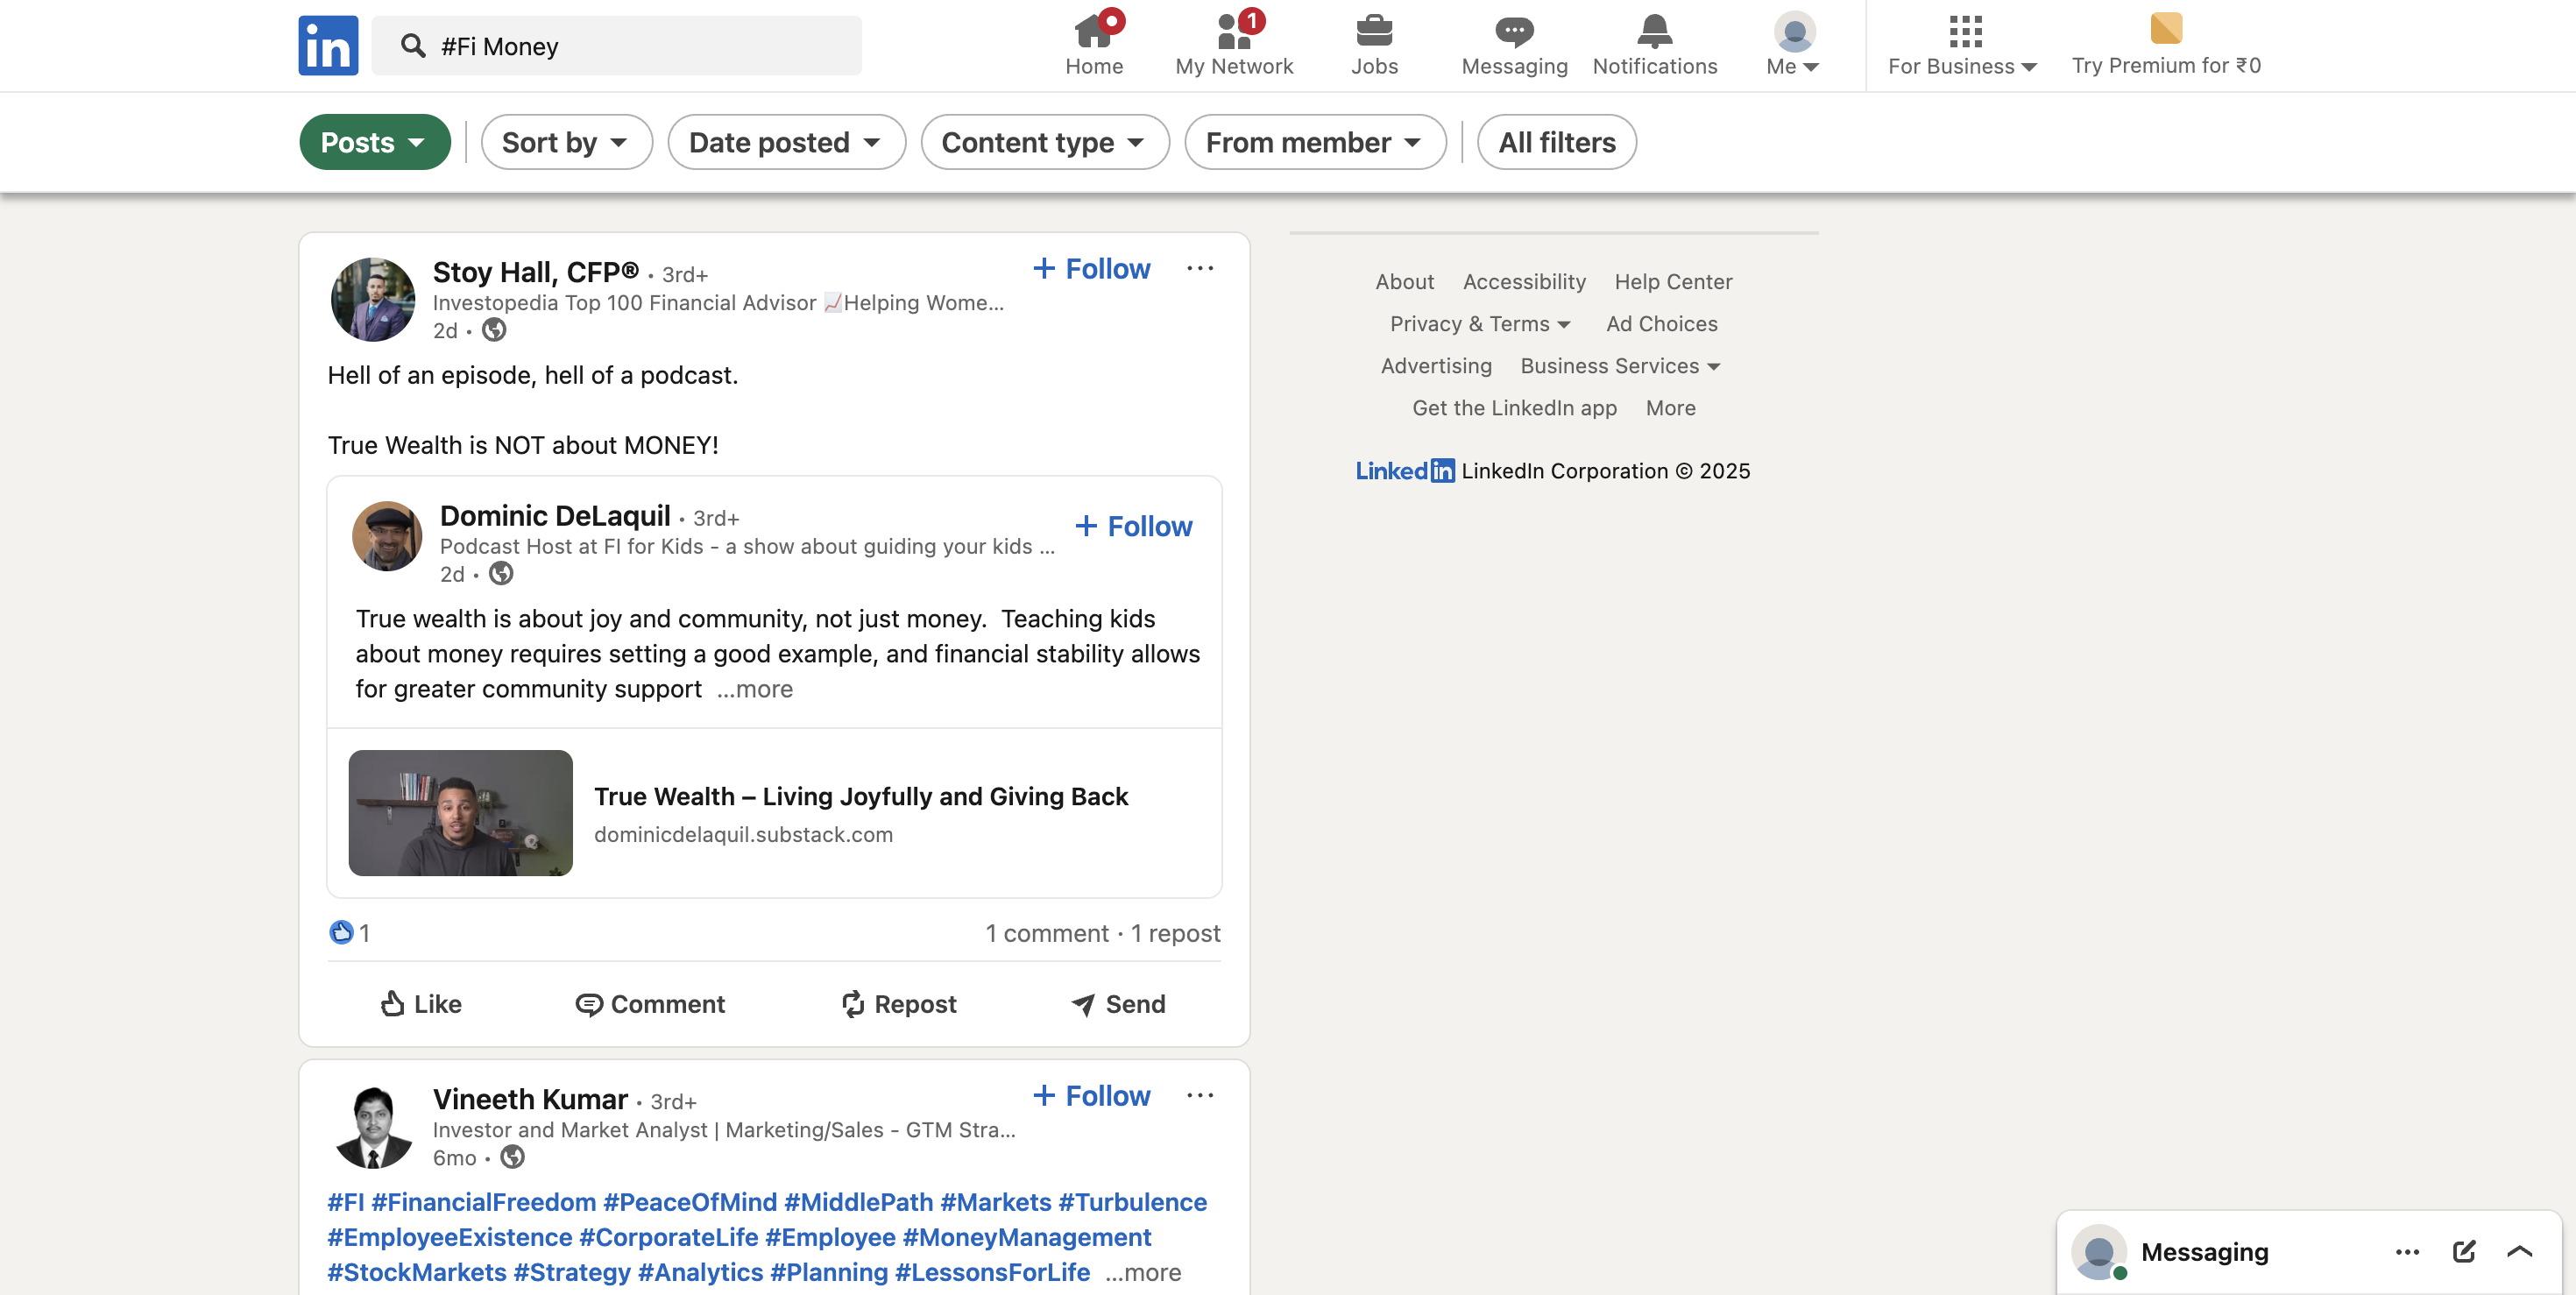 in
#Fi Money
Home
1
My Network
Jobs
Messaging
Notifications
Me
For Business
Try Premium for ₹0
Posts
Sort by
Date posted
Content type
From member
All filters
Stoy Hall, CFP® • 3rd+
Investopedia Top 100 Financial Advisor 📈Helping Wome...
2d •
+ Follow
Hell of an episode, hell of a podcast.
True Wealth is NOT about MONEY!
Dominic DeLaquil • 3rd+
Podcast Host at FI for Kids - a show about guiding your kids ...
2d •
+ Follow
True wealth is about joy and community, not just money.  Teaching kids
about money requires setting a good example, and financial stability allows
for greater community support ...more
True Wealth – Living Joyfully and Giving Back
dominicdelaquil.substack.com
1
1 comment · 1 repost
Like
Comment
Repost
Send
Vineeth Kumar • 3rd+
Investor and Market Analyst | Marketing/Sales - GTM Stra...
6mo •
+ Follow
#FI #FinancialFreedom #PeaceOfMind #MiddlePath #Markets #Turbulence
#EmployeeExistence #CorporateLife #Employee #MoneyManagement
#StockMarkets #Strategy #Analytics #Planning #LessonsForLife ...more
About Accessibility Help Center
Privacy & Terms Ad Choices
Advertising Business Services
Get the LinkedIn app More
Linkedin LinkedIn Corporation © 2025
Messaging